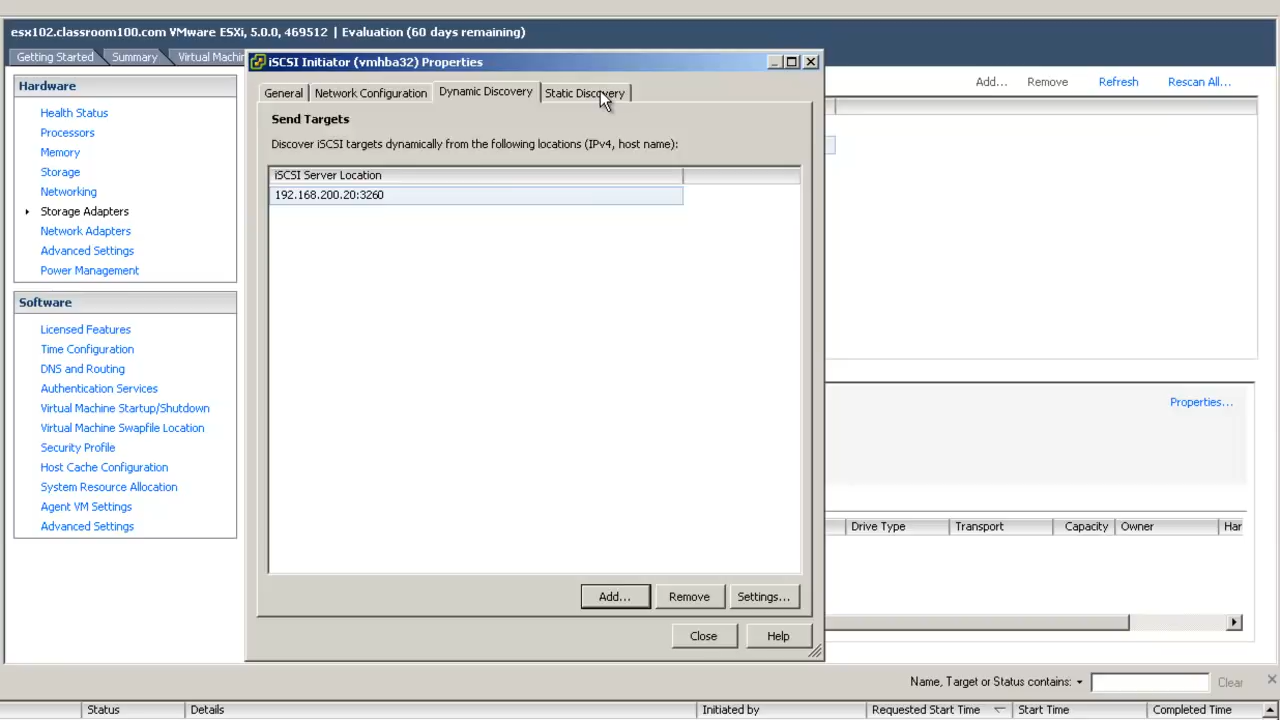 esx102.classroom100.com VMware ESXi, 5.0.0, 469512 | Evaluation (60 days remaining)
Getting Started
Summary
Virtual Machin
iSCSI Initiator (vmhba32) Properties
General
Network Configuration
Dynamic Discovery
Static Discovery
Hardware
Health Status
Processors
Memory
Storage
Networking
Storage Adapters
Network Adapters
Advanced Settings
Power Management
Software
Licensed Features
Time Configuration
DNS and Routing
Authentication Services
Virtual Machine Startup/Shutdown
Virtual Machine Swapfile Location
Security Profile
Host Cache Configuration
System Resource Allocation
Agent VM Settings
Advanced Settings
Send Targets
Discover iSCSI targets dynamically from the following locations (IPv4, host name):
iSCSI Server Location
192.168.200.20:3260
Add...
Remove
Settings...
Close
Help
Add...
Remove
Refresh
Rescan All...
Properties...
Drive Type
Transport
Capacity
Owner
Har
Name, Target or Status contains:
Clear
Status
Details
Initiated by
Requested Start Time
Start Time
Completed Time